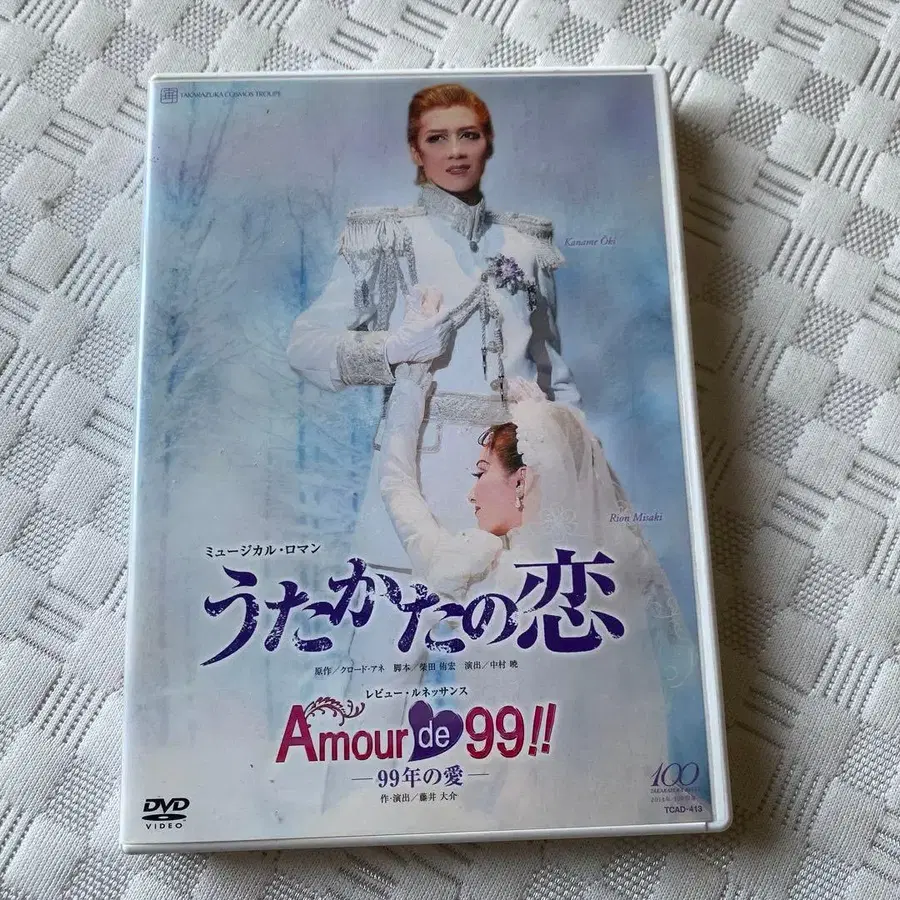 TAKARAZUKA COSMOS TROUPE
Kaname Ōki
Rion Misaki
ミュージカル・ロマン
うたかたの恋
原作/クロード・アネ 脚本/柴田 侑宏 演出/中村 暁
レビュー・ルネッサンス
Amour de 99!!
—99年の愛—
作・演出/藤井 大介
DVD
VIDEO
100
TCAD-413